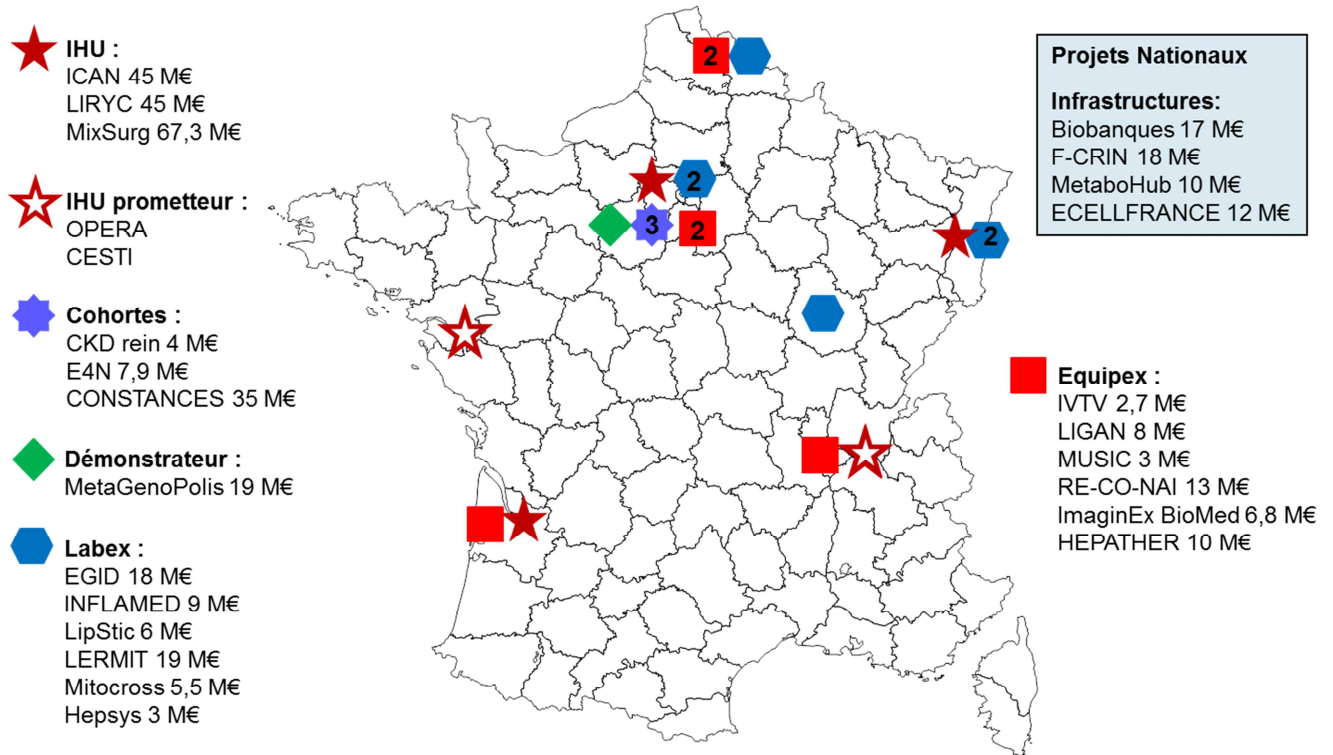 IHU :
ICAN 45 M€
LIRYC 45 M€
MixSurg 67,3 M€
IHU prometteur :
OPERA
CESTI
Cohortes :
CKD rein 4 M€
E4N 7,9 M€
CONSTANCES 35 M€
Démonstrateur :
MetaGenoPolis 19 M€
Labex :
EGID 18 M€
INFLAMED 9 M€
LipStic 6 M€
LERMIT 19 M€
Mitocross 5,5 M€
Hepsys 3 M€
2
2
3
2
2
Projets Nationaux
Infrastructures:
Biobanques 17 M€
F-CRIN 18 M€
MetaboHub 10 M€
ECELLFRANCE 12 M€
Equipex :
IVTV 2,7 M€
LIGAN 8 M€
MUSIC 3 M€
RE-CO-NAI 13 M€
ImaginEx BioMed 6,8 M€
HEPATHER 10 M€